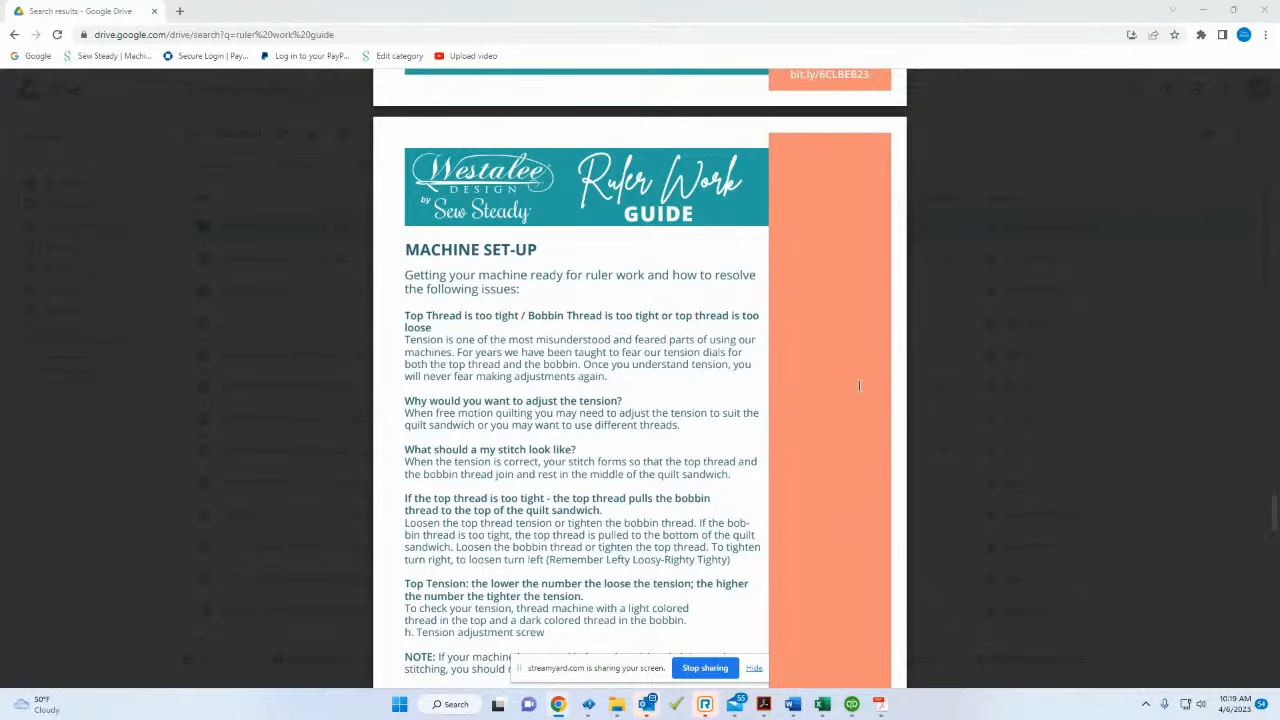 Search results - Google Drive
drive.google.com/drive/search?q=ruler%20work%20guide
Google
Sew Steady | Machi...
Secure Login | Pay...
Log in to your PayP...
Edit category
Upload video
bit.ly/6CLBEB23
Westalee
DESIGN
by Sew Steady
Ruler Work
GUIDE
MACHINE SET-UP
Getting your machine ready for ruler work and how to resolve
the following issues:
Top Thread is too tight / Bobbin Thread is too tight or top thread is too
loose
Tension is one of the most misunderstood and feared parts of using our
machines. For years we have been taught to fear our tension dials for
both the top thread and the bobbin. Once you understand tension, you
will never fear making adjustments again.
Why would you want to adjust the tension?
When free motion quilting you may need to adjust the tension to suit the
quilt sandwich or you may want to use different threads.
What should a my stitch look like?
When the tension is correct, your stitch forms so that the top thread and
the bobbin thread join and rest in the middle of the quilt sandwich.
If the top thread is too tight - the top thread pulls the bobbin
thread to the top of the quilt sandwich.
Loosen the top thread tension or tighten the bobbin thread. If the bob-
bin thread is too tight, the top thread is pulled to the bottom of the quilt
sandwich. Loosen the bobbin thread or tighten the top thread. To tighten
turn right, to loosen turn left (Remember Lefty Loosy-Righty Tighty)
Top Tension: the lower the number the loose the tension; the higher
the number the tighter the tension.
To check your tension, thread machine with a light colored
thread in the top and a dark colored thread in the bobbin.
h. Tension adjustment screw
NOTE: If your machine
stitching, you should
streamyard.com is sharing your screen.
Stop sharing
Hide
50°F
Cloudy
Search
55
10:19 AM
4/6/2023
54